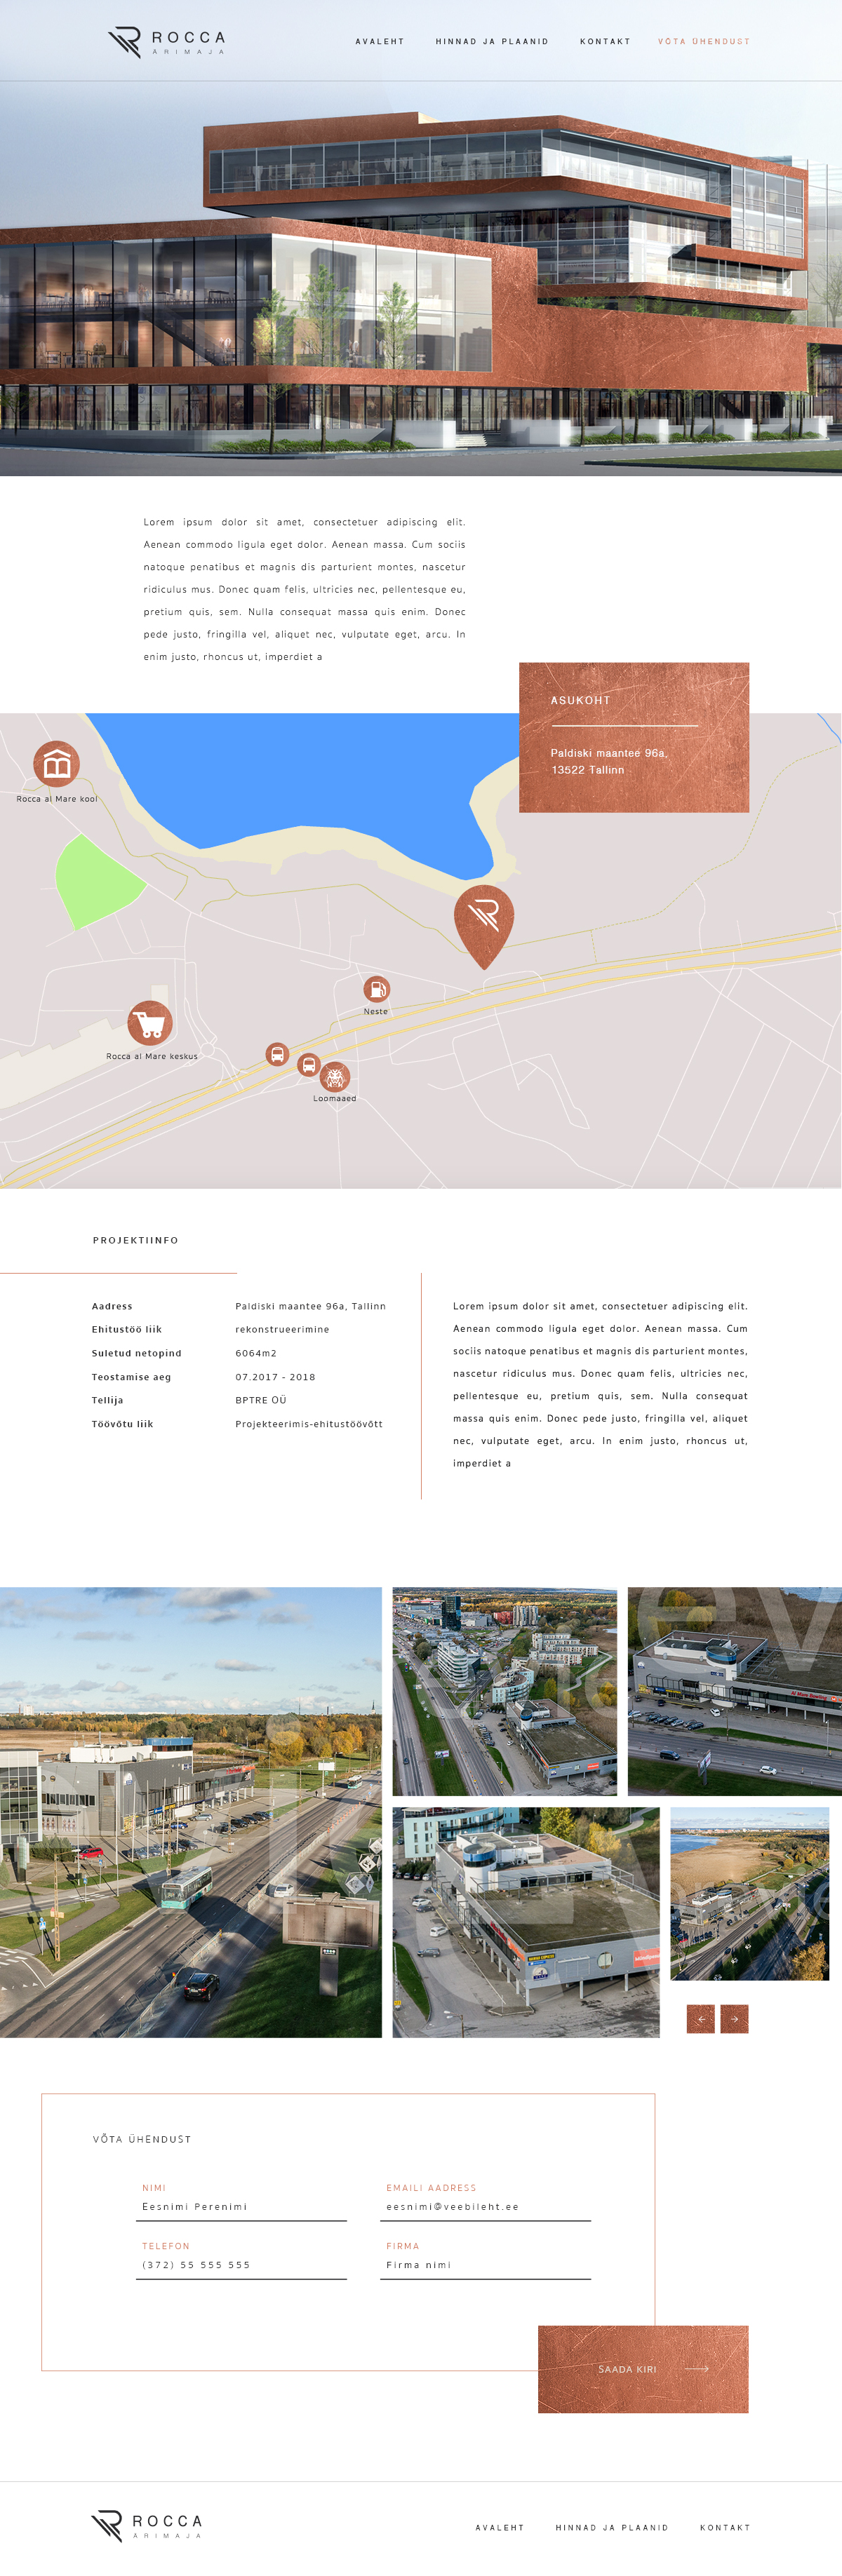 ROCCA
ARIMAJA
AVALEHT
HINNAD JA PLAANID
KONTAKT
VÕTA ÜHENDUST
Lorem ipsum dolor sit amet, consectetuer adipiscing elit.
Aenean commodo ligula eget dolor. Aenean massa. Cum sociis
natoque penatibus et magnis dis parturient montes, nascetur
ridiculus mus. Donec quam felis, ultricies nec, pellentesque eu,
pretium quis, sem. Nulla consequat massa quis enim. Donec
pede justo, fringilla vel, aliquet nec, vulputate eget, arcu. In
enim justo, rhoncus ut, imperdiet a
ASUKOHT
Paldiski maantee 96a,
13522 Tallinn
Rocca al Mare kool
Neste
Rocca al Mare keskus
Loomaaed
PROJEKTIINFO
Aadress Paldiski maantee 96a, Tallinn
Ehitustöö liik rekonstrueerimine
Suletud netopind 6064m2
Teostamise aeg 07.2017 - 2018
Tellija BPTRE OÜ
Töövõtu liik Projekteerimis-ehitustöövõtt
Lorem ipsum dolor sit amet, consectetuer adipiscing elit.
Aenean commodo ligula eget dolor. Aenean massa. Cum
sociis natoque penatibus et magnis dis parturient montes,
nascetur ridiculus mus. Donec quam felis, ultricies nec,
pellentesque eu, pretium quis, sem. Nulla consequat
massa quis enim. Donec pede justo, fringilla vel, aliquet
nec, vulputate eget, arcu. In enim justo, rhoncus ut,
imperdiet a
VÕTA ÜHENDUST
NIMI
Eesnimi Perenimi
EMAILI AADRESS
eesnimi@veebileht.ee
TELEFON
(372) 55 555 555
FIRMA
Firma nimi
SAADA KIRI
ROCCA
ARIMAJA
AVALEHT
HINNAD JA PLAANID
KONTAKT